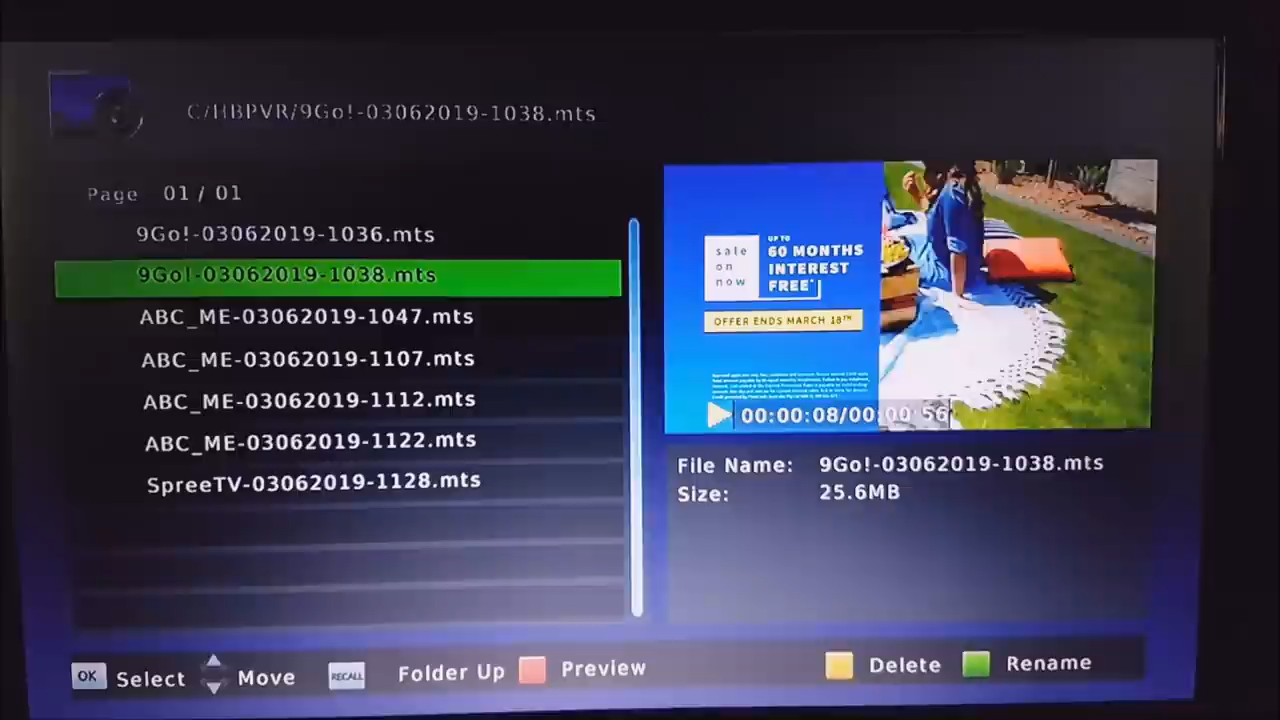 C/HBPVR/9Go!-03062019-1038.mts
Page 01 / 01
9Go!-03062019-1036.mts
9Go!-03062019-1038.mts
ABC_ME-03062019-1047.mts
ABC_ME-03062019-1107.mts
ABC_ME-03062019-1112.mts
ABC_ME-03062019-1122.mts
SpreeTV-03062019-1128.mts
sale
on
now
UP TO
60 MONTHS
INTEREST
FREE*
OFFER ENDS MARCH 18TH
00:00:08/00:00:56
File Name: 9Go!-03062019-1038.mts
Size: 25.6MB
OK Select Move RECALL Folder Up Preview Delete Rename